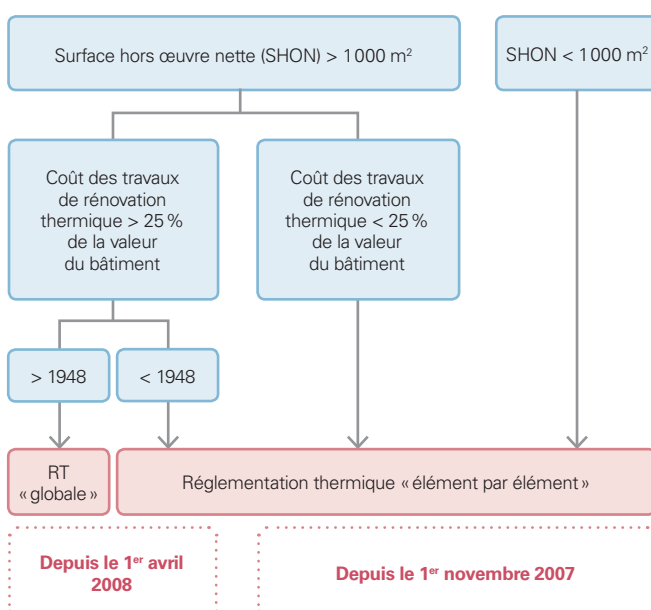 Surface hors œuvre nette (SHON) > 1 000 m²
SHON < 1 000 m²
Coût des travaux
de rénovation
thermique > 25 %
de la valeur
du bâtiment
Coût des travaux
de rénovation
thermique < 25 %
de la valeur
du bâtiment
> 1948
< 1948
RT
« globale »
Réglementation thermique « élément par élément »
Depuis le 1er avril
2008
Depuis le 1er novembre 2007